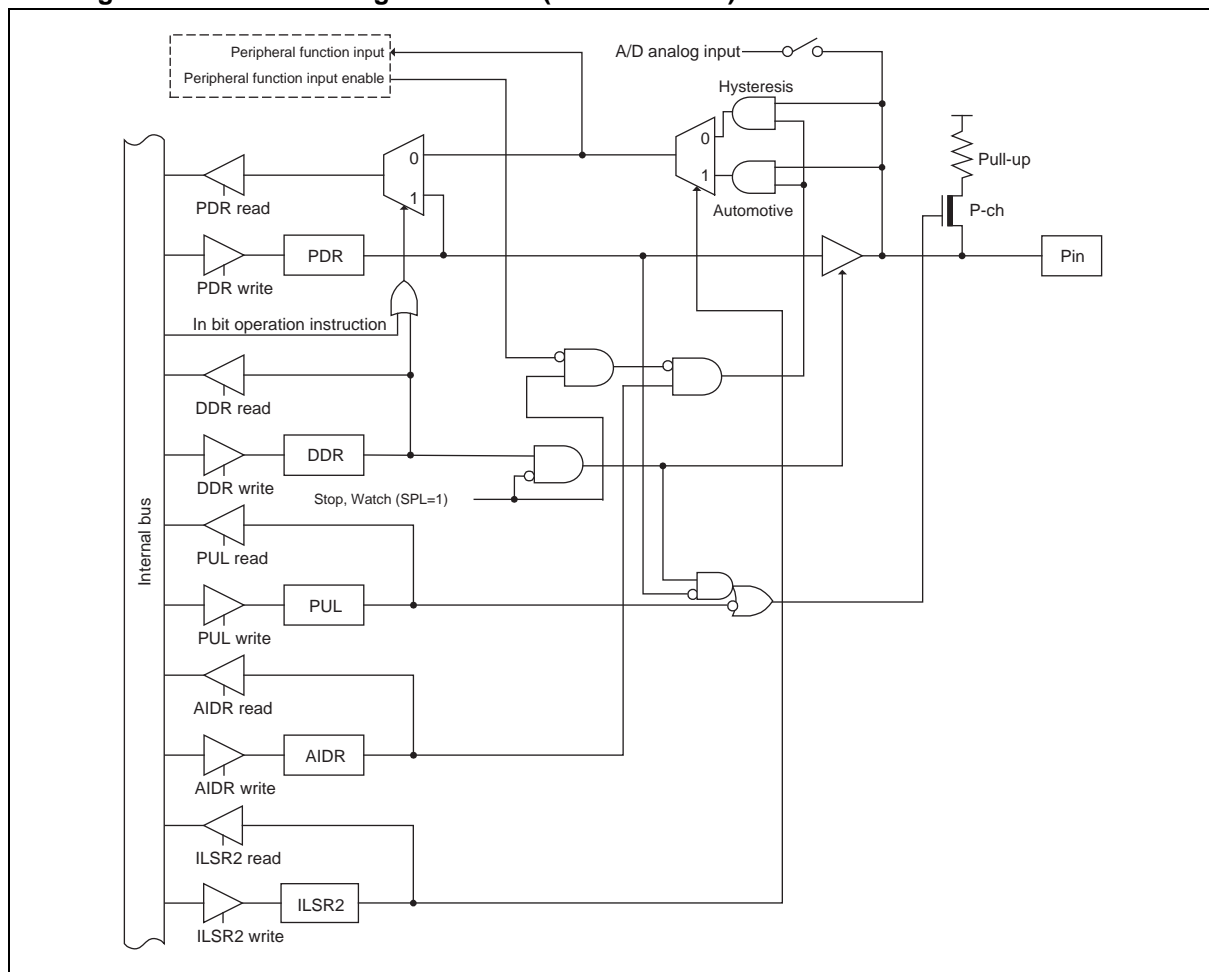 Peripheral function input
Peripheral function input enable
A/D analog input
Hysteresis
0
1
Automotive
Pull-up
P-ch
Pin
0
1
PDR read
PDR
PDR write
In bit operation instruction
DDR read
DDR
DDR write
Stop, Watch (SPL=1)
Internal bus
PUL read
PUL
PUL write
AIDR read
AIDR
AIDR write
ILSR2 read
ILSR2
ILSR2 write